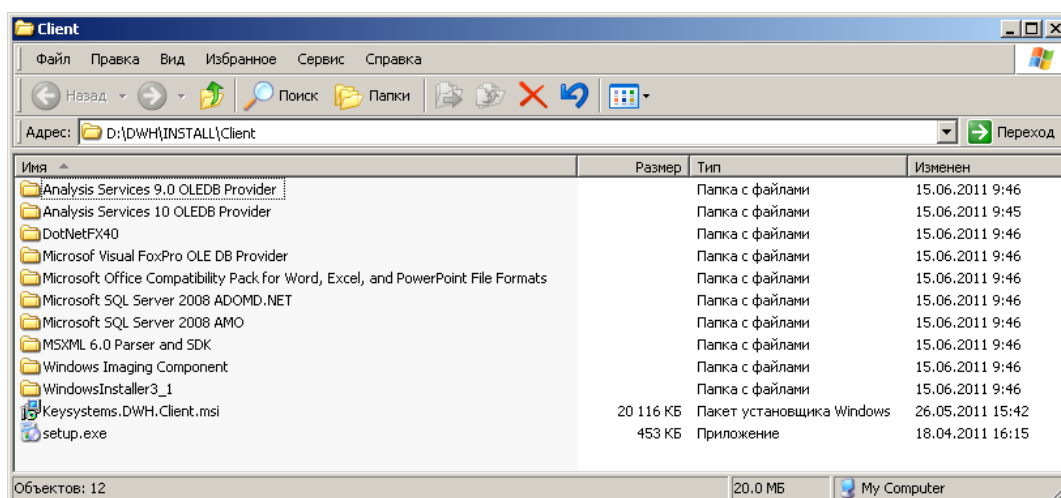 Client
Файл Правка Вид Избранное Сервис Справка
Назад Поиск Папки
Адрес: D:\DWH\INSTALL\Client Переход
Имя Размер Тип Изменен
Analysis Services 9.0 OLEDB Provider Папка с файлами 15.06.2011 9:46
Analysis Services 10 OLEDB Provider Папка с файлами 15.06.2011 9:45
DotNetFX40 Папка с файлами 15.06.2011 9:46
Microsof Visual FoxPro OLE DB Provider Папка с файлами 15.06.2011 9:46
Microsoft Office Compatibility Pack for Word, Excel, and PowerPoint File Formats Папка с файлами 15.06.2011 9:46
Microsoft SQL Server 2008 ADOMD.NET Папка с файлами 15.06.2011 9:46
Microsoft SQL Server 2008 AMO Папка с файлами 15.06.2011 9:46
MSXML 6.0 Parser and SDK Папка с файлами 15.06.2011 9:46
Windows Imaging Component Папка с файлами 15.06.2011 9:46
WindowsInstaller3_1 Папка с файлами 15.06.2011 9:46
Keysystems.DWH.Client.msi 20 116 КБ Пакет установщика Windows 26.05.2011 15:42
setup.exe 453 КБ Приложение 18.04.2011 16:15
Объектов: 12 20.0 МБ My Computer